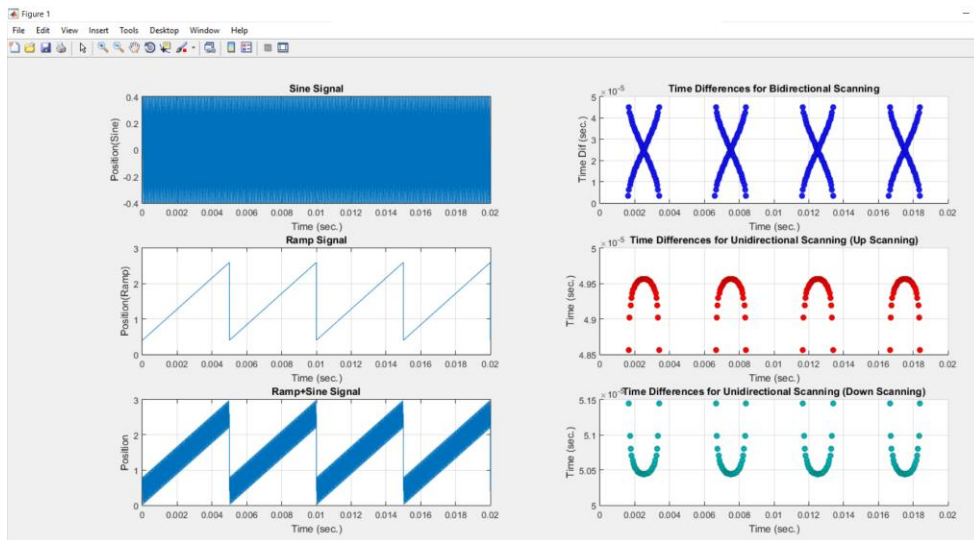 Figure 1
File Edit View Insert Tools Desktop Window Help
Sine Signal
0.4
0.2
0
-0.2
-0.4
Position(Sine)
0 0.002 0.004 0.006 0.008 0.01 0.012 0.014 0.016 0.018 0.02
Time (sec.)
Ramp Signal
3
2
1
0
Position(Ramp)
0 0.002 0.004 0.006 0.008 0.01 0.012 0.014 0.016 0.018 0.02
Time (sec.)
Ramp+Sine Signal
3
2
1
0
Position
0 0.002 0.004 0.006 0.008 0.01 0.012 0.014 0.016 0.018 0.02
Time (sec.)
×10-5 Time Differences for Bidirectional Scanning
5
4
3
2
1
0
Time Dif (sec.)
0 0.002 0.004 0.006 0.008 0.01 0.012 0.014 0.016 0.018 0.02
Time (sec.)
×10-5 Time Differences for Unidirectional Scanning (Up Scanning)
5
4.95
4.9
4.85
Time (sec.)
0 0.002 0.004 0.006 0.008 0.01 0.012 0.014 0.016 0.018 0.02
Time (sec.)
×10-5 Time Differences for Unidirectional Scanning (Down Scanning)
5.15
5.1
5.05
5
Time (sec.)
0 0.002 0.004 0.006 0.008 0.01 0.012 0.014 0.016 0.018 0.02
Time (sec.)